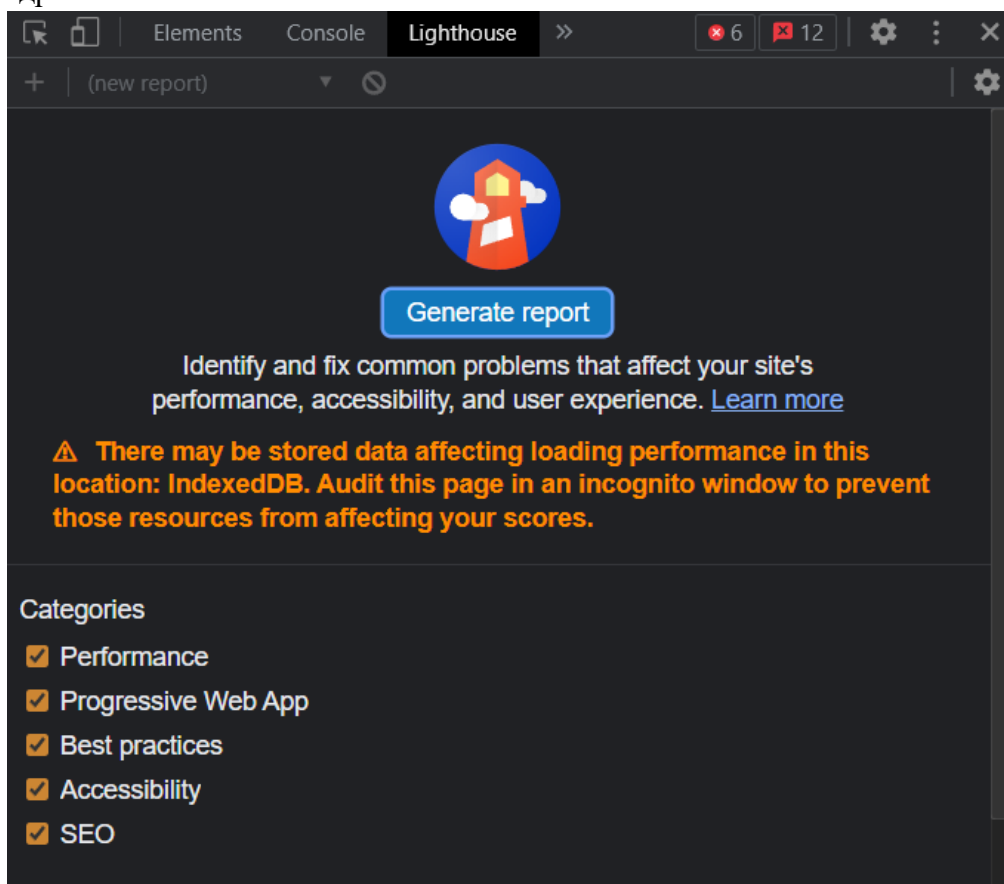 Elements Console Lighthouse » 6 12
+ (new report)
Generate report
Identify and fix common problems that affect your site's
performance, accessibility, and user experience. Learn more
There may be stored data affecting loading performance in this
location: IndexedDB. Audit this page in an incognito window to prevent
those resources from affecting your scores.
Categories
Performance
Progressive Web App
Best practices
Accessibility
SEO